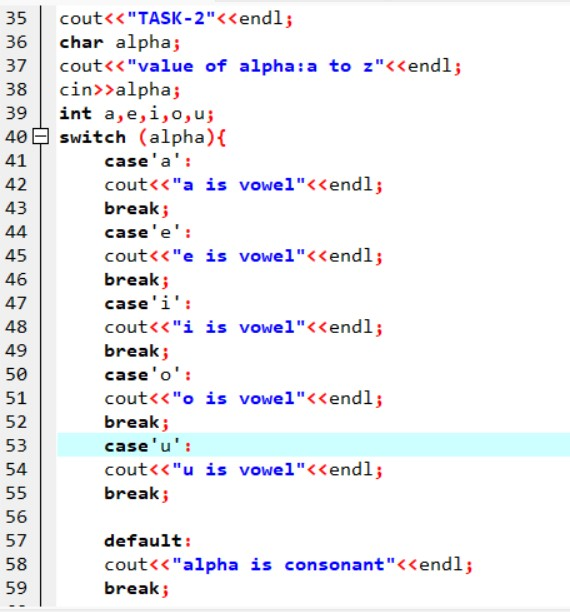 35 cout<<"TASK-2"<<endl;
36 char alpha;
37 cout<<"value of alpha:a to z"<<endl;
38 cin>>alpha;
39 int a,e,i,o,u;
40 switch (alpha){
41 case'a':
42 cout<<"a is vowel"<<endl;
43 break;
44 case'e':
45 cout<<"e is vowel"<<endl;
46 break;
47 case'i':
48 cout<<"i is vowel"<<endl;
49 break;
50 case'o':
51 cout<<"o is vowel"<<endl;
52 break;
53 case'u':
54 cout<<"u is vowel"<<endl;
55 break;
56
57 default:
58 cout<<"alpha is consonant"<<endl;
59 break;